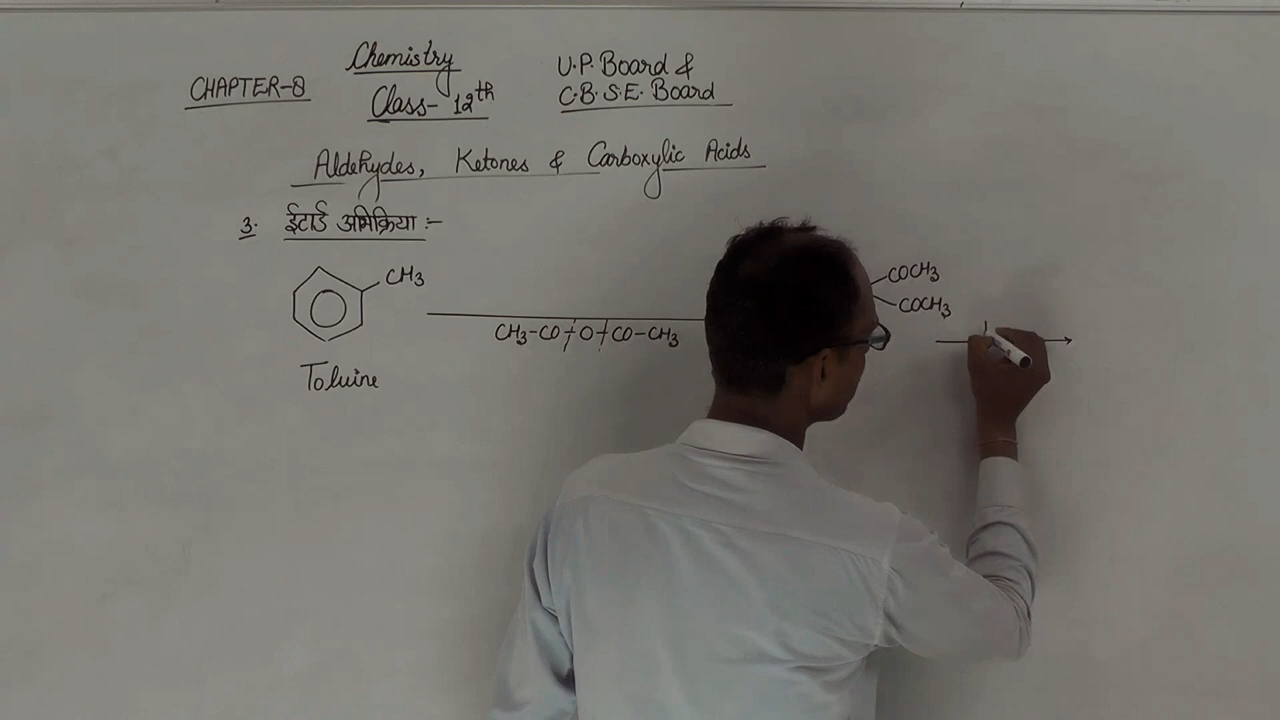 CHAPTER-8
Chemistry
Class- 12th
U.P. Board &
C.B.S.E. Board
Aldehydes, Ketones & Carboxylic Acids
3. ईटार्ड अभिक्रिया :-
CH3
CH3-CO+O+CO-CH3
Toluine
COCH3
COCH3